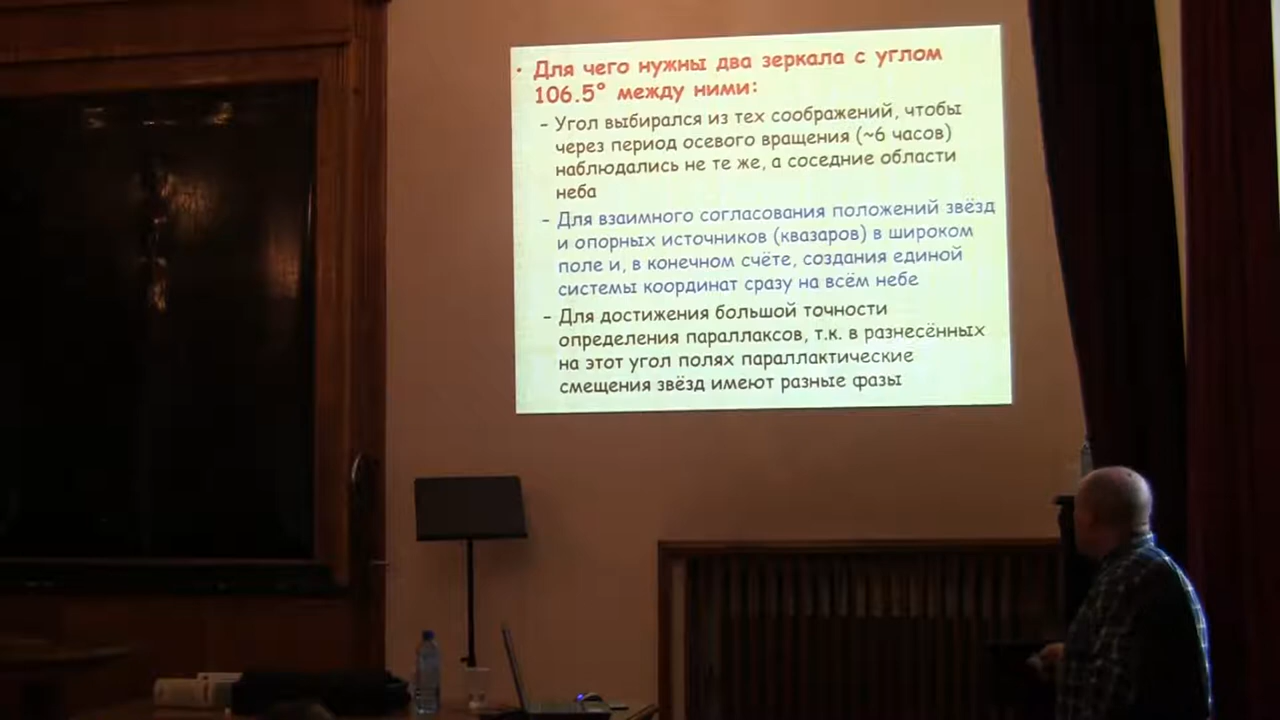 • Для чего нужны два зеркала с углом
106.5° между ними:
– Угол выбирался из тех соображений, чтобы
через период осевого вращения (~6 часов)
наблюдались не те же, а соседние области
неба
– Для взаимного согласования положений звёзд
и опорных источников (квазаров) в широком
поле и, в конечном счёте, создания единой
системы координат сразу на всём небе
– Для достижения большой точности
определения параллаксов, т.к. в разнесённых
на этот угол полях параллактические
смещения звёзд имеют разные фазы